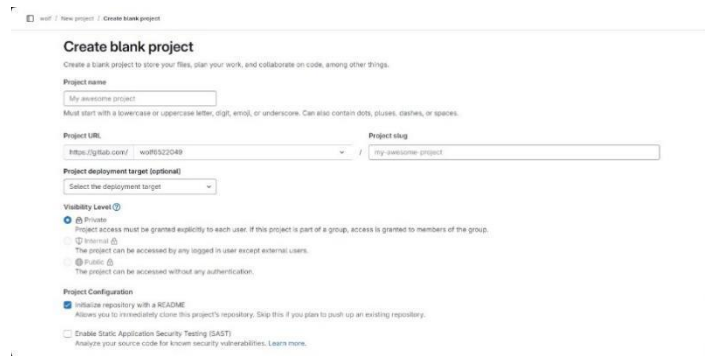 wolf / New project / Create blank project
Create blank project
Create a blank project to store your files, plan your work, and collaborate on code, among other things.
Project name
My awesome project
Must start with a lowercase or uppercase letter, digit, emoji, or underscore. Can also contain dots, pluses, dashes, or spaces.
Project URL
Project slug
https://gitlab.com/ wolf6522049 / my-awesome-project
Project deployment target (optional)
Select the deployment target
Visibility Level
Private
Project access must be granted explicitly to each user. If this project is part of a group, access is granted to members of the group.
Internal
The project can be accessed by any logged in user except external users.
Public
The project can be accessed without any authentication.
Project Configuration
Initialize repository with a README
Allows you to immediately clone this project's repository. Skip this if you plan to push up an existing repository.
Enable Static Application Security Testing (SAST)
Analyze your source code for known security vulnerabilities. Learn more.